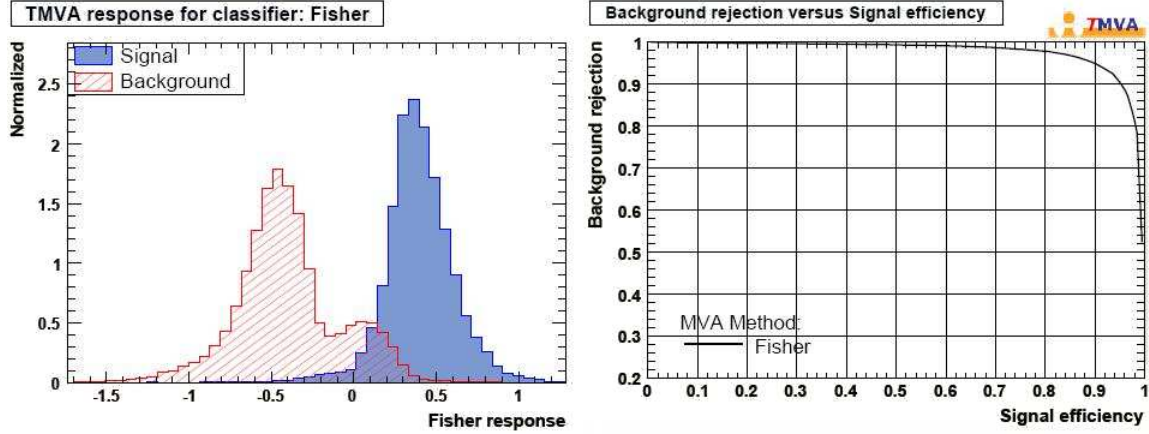 TMVA response for classifier: Fisher
Normalized
2.5
2
1.5
1
0.5
0
Signal
Background
-1.5
-1
-0.5
0
0.5
1
Fisher response
Background rejection versus Signal efficiency
TMVA
Background rejection
1
0.9
0.8
0.7
0.6
0.5
0.4
0.3
0.2
MVA Method:
Fisher
0
0.1
0.2
0.3
0.4
0.5
0.6
0.7
0.8
0.9
1
Signal efficiency